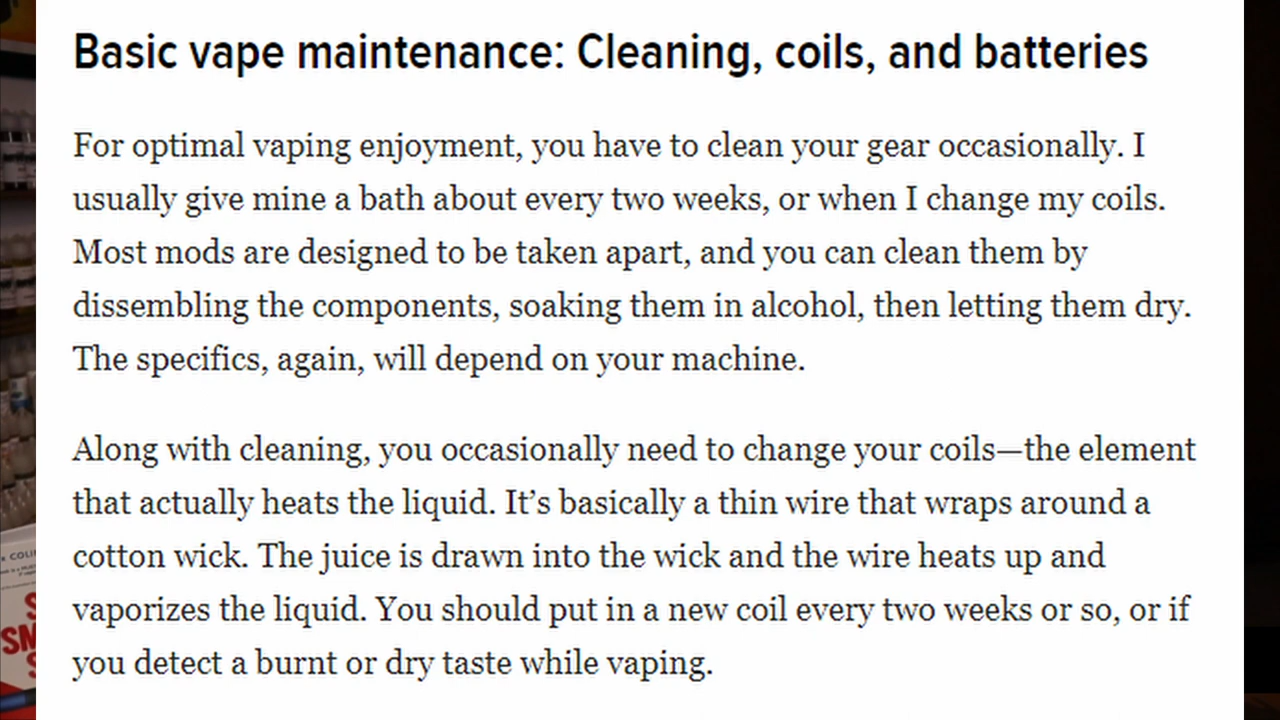 Basic vape maintenance: Cleaning, coils, and batteries
For optimal vaping enjoyment, you have to clean your gear occasionally. I
usually give mine a bath about every two weeks, or when I change my coils.
Most mods are designed to be taken apart, and you can clean them by
dissembling the components, soaking them in alcohol, then letting them dry.
The specifics, again, will depend on your machine.
Along with cleaning, you occasionally need to change your coils—the element
that actually heats the liquid. It’s basically a thin wire that wraps around a
cotton wick. The juice is drawn into the wick and the wire heats up and
vaporizes the liquid. You should put in a new coil every two weeks or so, or if
you detect a burnt or dry taste while vaping.